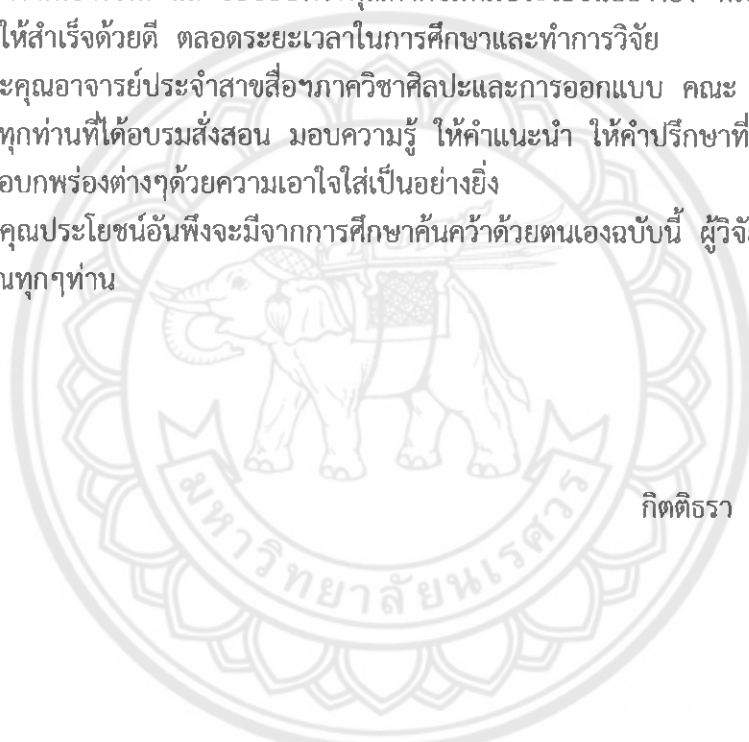 ให้สำเร็จด้วยดี ตลอดระยะเวลาในการศึกษาและทำการวิจัย
ะคุณอาจารย์ประจำสาขสื่อฯภาควิชาศิลปะและการออกแบบ คณะ
ทุกท่านที่ได้อบรมสั่งสอน มอบความรู้ ให้คำแนะนำ ให้คำปรึกษาที่
อบกพร่องต่างๆด้วยความเอาใจใส่เป็นอย่างยิ่ง
คุณประโยชน์อันพึงจะมีจากการศึกษาค้นคว้าด้วยตนเองฉบับนี้ ผู้วิจัย
ณทุกๆท่าน
กิตติธรา
มหาวิทยาลัยนเรศวร